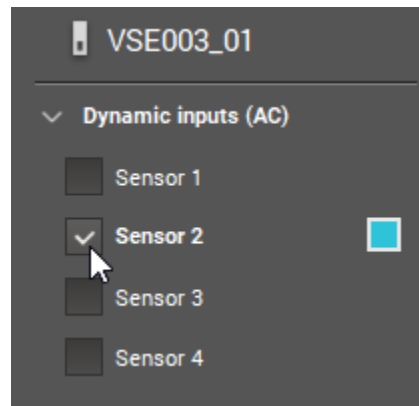 VSE003_01
Dynamic inputs (AC)
Sensor 1
Sensor 2
Sensor 3
Sensor 4